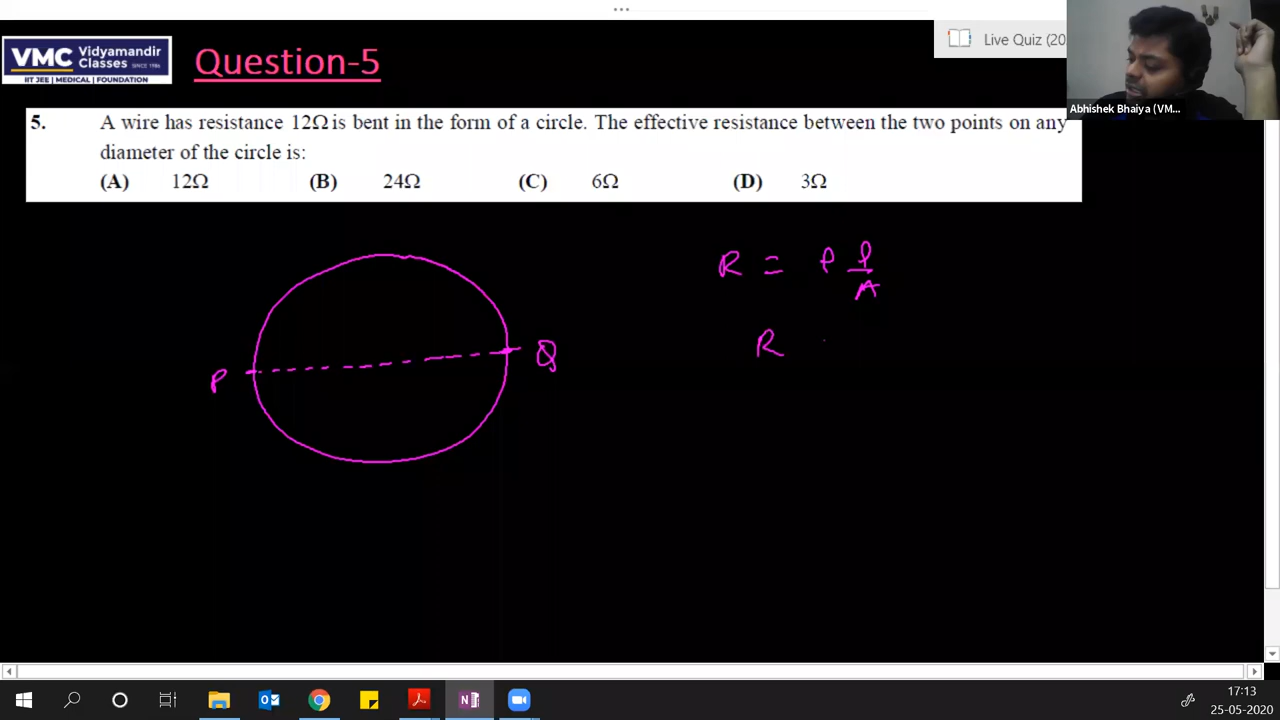 ...
Live Quiz (20
VMC Vidyamandir
Classes SINCE 1986
IIT JEE | MEDICAL | FOUNDATION
Question-5
Abhishek Bhaiya (VM...
5. A wire has resistance 12Ω is bent in the form of a circle. The effective resistance between the two points on any
diameter of the circle is:
(A) 12Ω (B) 24Ω (C) 6Ω (D) 3Ω
R = ρ l/A
R
P Q
17:13
25-05-2020